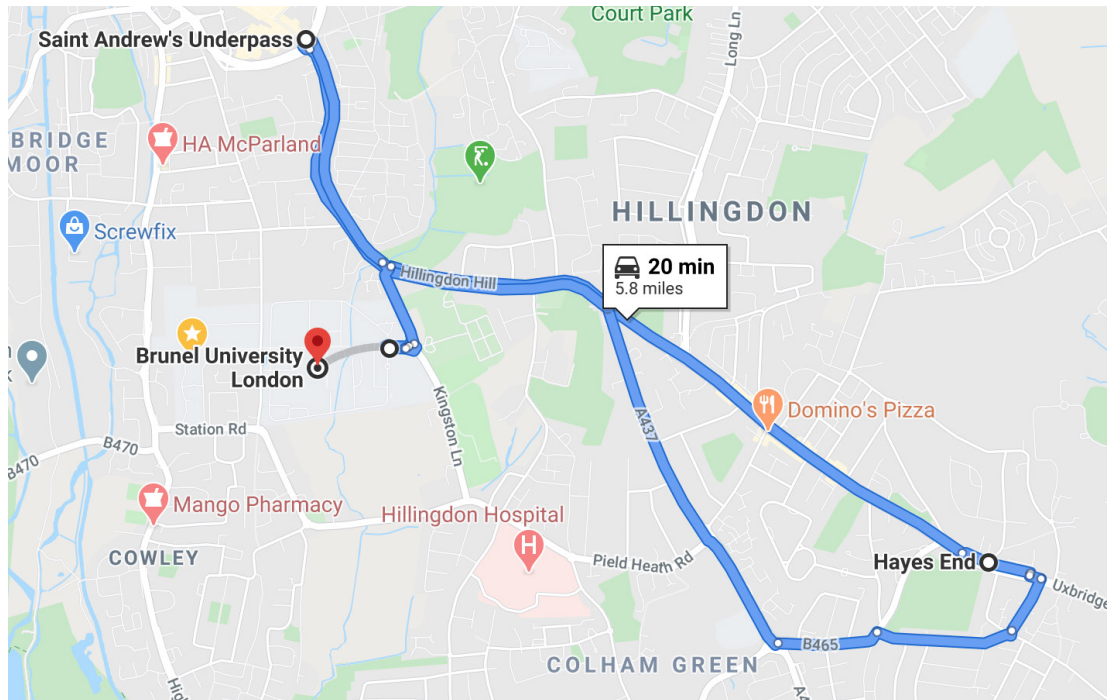 Court Park
Long Ln
Saint Andrew's Underpass
BRIDGE
MOOR
HA McParland
HILLINGDON
Screwfix
Hillingdon Hill
20 min
5.8 miles
Brunel University
London
Kingston Ln
A437
Domino's Pizza
Station Rd
B470
B470
Mango Pharmacy
Hillingdon Hospital
H
COWLEY
Pield Heath Rd
Hayes End
Uxbridge
B465
COLHAM GREEN